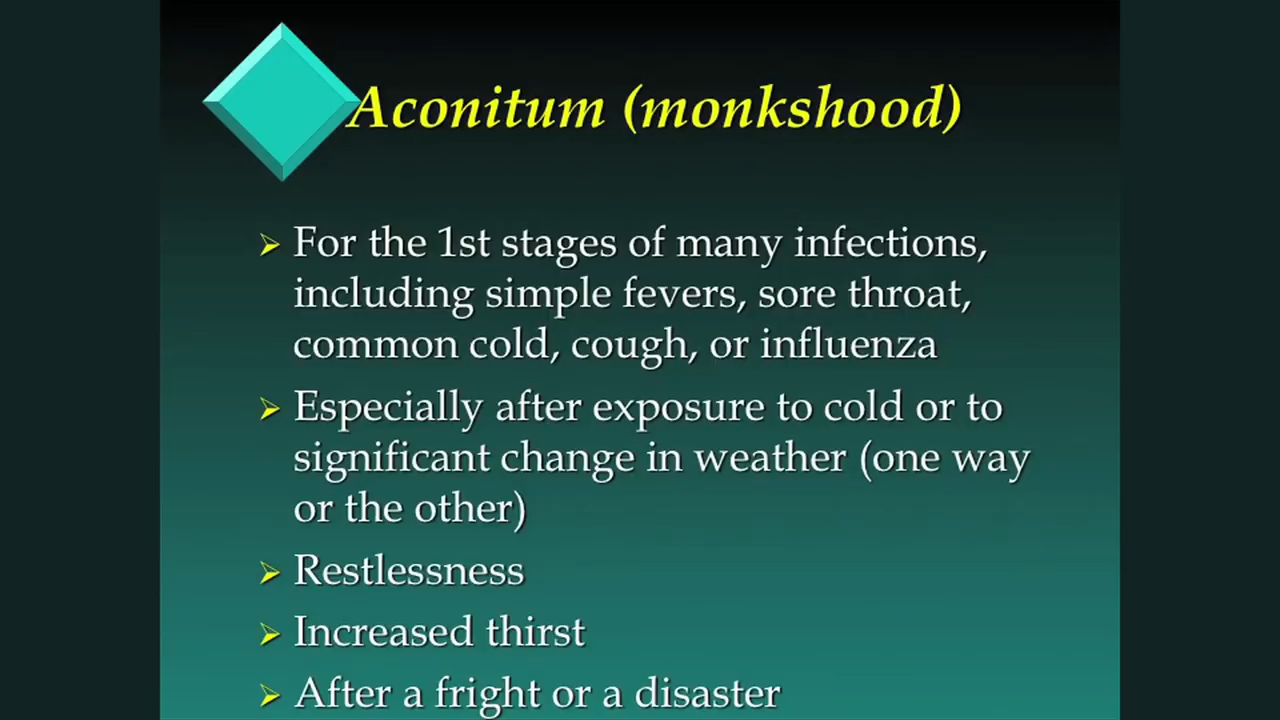 Aconitum (monkshood)
For the 1st stages of many infections,
including simple fevers, sore throat,
common cold, cough, or influenza
Especially after exposure to cold or to
significant change in weather (one way
or the other)
Restlessness
Increased thirst
After a fright or a disaster